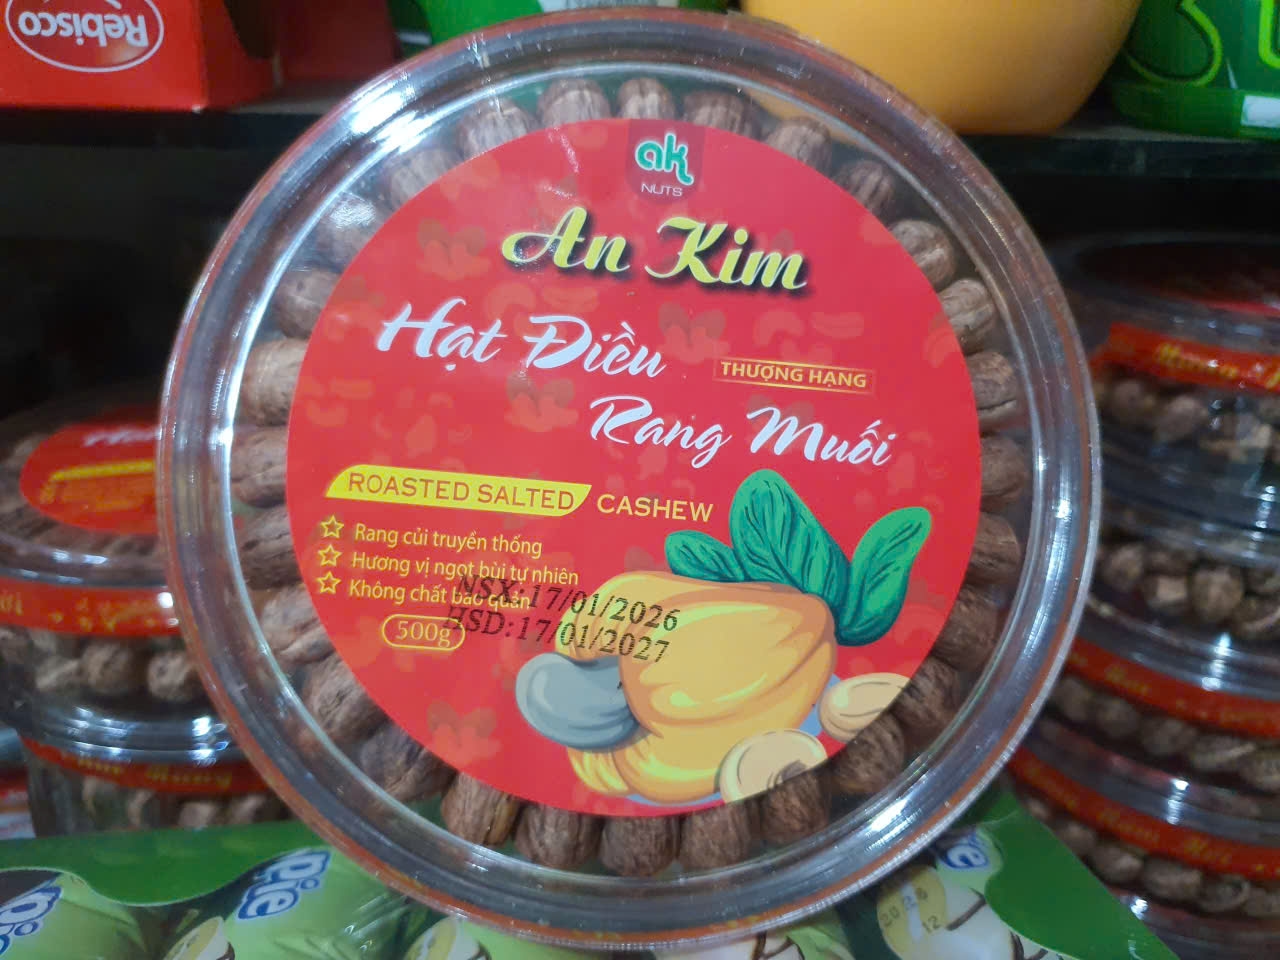 Rebisco
ak
NUTS
An Kim
Hạt Điều
THƯỢNG HẠNG
Rang Muối
ROASTED SALTED CASHEW
Rang củi truyền thống
Hương vị ngọt bùi tự nhiên
Không chất bảo quản
NSX:17/01/2026
500g
HSD:17/01/2027
Pie